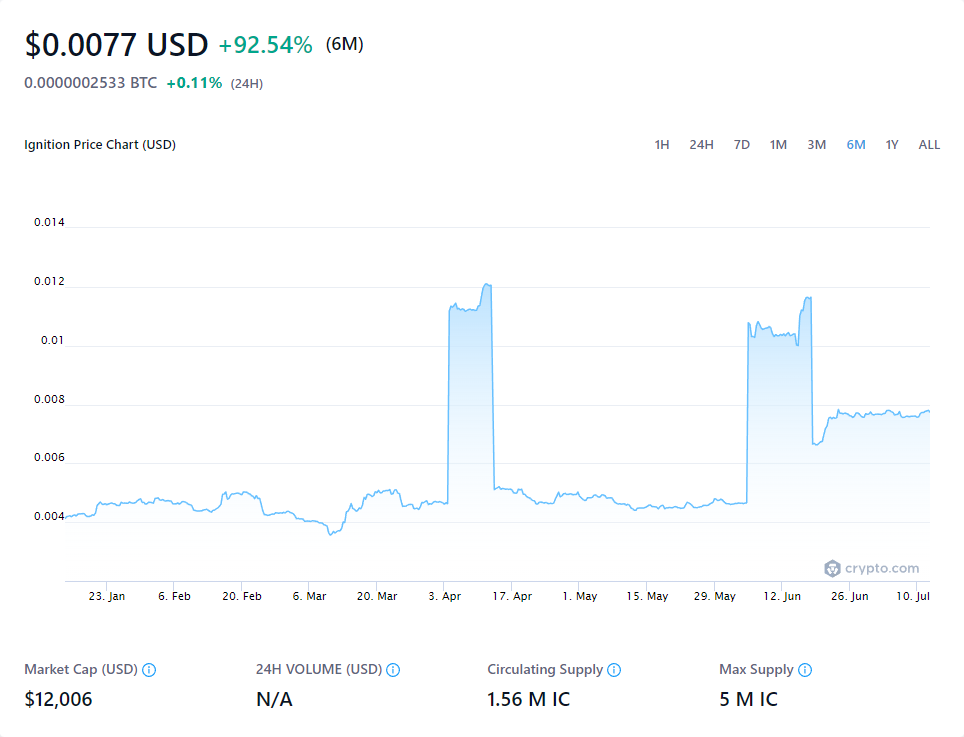 $0.0077 USD +92.54% (6M)
0.0000002533 BTC +0.11% (24H)
Ignition Price Chart (USD) 1H 24H 7D 1M 3M 6M 1Y ALL
0.014
0.012
0.01
0.008
0.006
0.004
crypto.com
23. Jan 6. Feb 20. Feb 6. Mar 20. Mar 3. Apr 17. Apr 1. May 15. May 29. May 12. Jun 26. Jun 10. Jul
Market Cap (USD) 24H VOLUME (USD) Circulating Supply Max Supply
$12,006 N/A 1.56 M IC 5 M IC